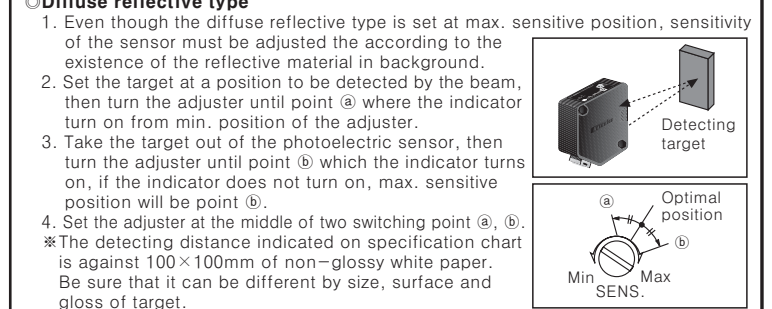 ◎Diffuse reflective type
1. Even though the diffuse reflective type is set at max. sensitive position, sensitivity
of the sensor must be adjusted the according to the
existence of the reflective material in background.
2. Set the target at a position to be detected by the beam,
then turn the adjuster until point ⓐ where the indicator
turn on from min. position of the adjuster.
3. Take the target out of the photoelectric sensor, then
turn the adjuster until point ⓑ which the indicator turns
on, if the indicator does not turn on, max. sensitive
position will be point ⓑ.
4. Set the adjuster at the middle of two switching point ⓐ, ⓑ.
※The detecting distance indicated on specification chart
is against 100×100mm of non-glossy white paper.
Be sure that it can be different by size, surface and
gloss of target.
Detecting
target
ⓐ
Optimal
position
ⓑ
Min
Max
SENS.